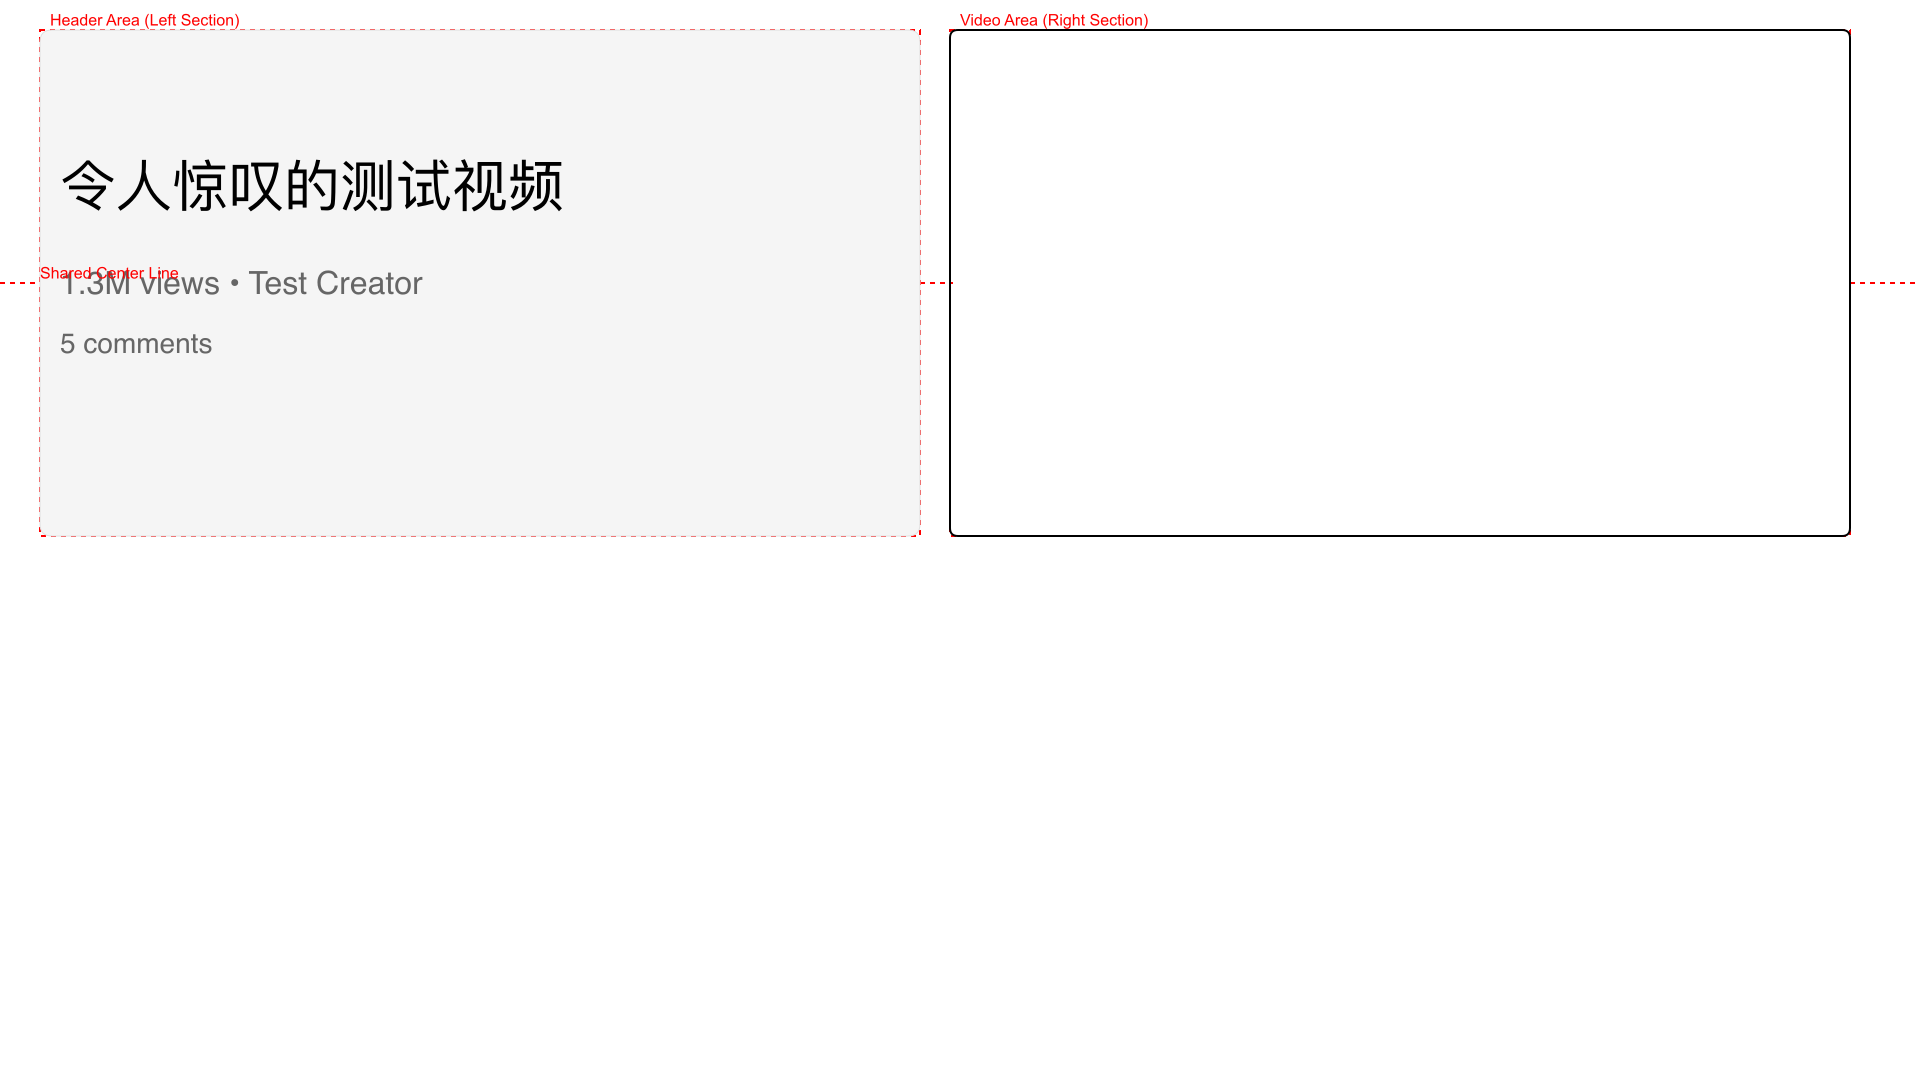 Header Area (Left Section)
Video Area (Right Section)
令人惊叹的测试视频
Shared Center Line
1.3M views • Test Creator
5 comments